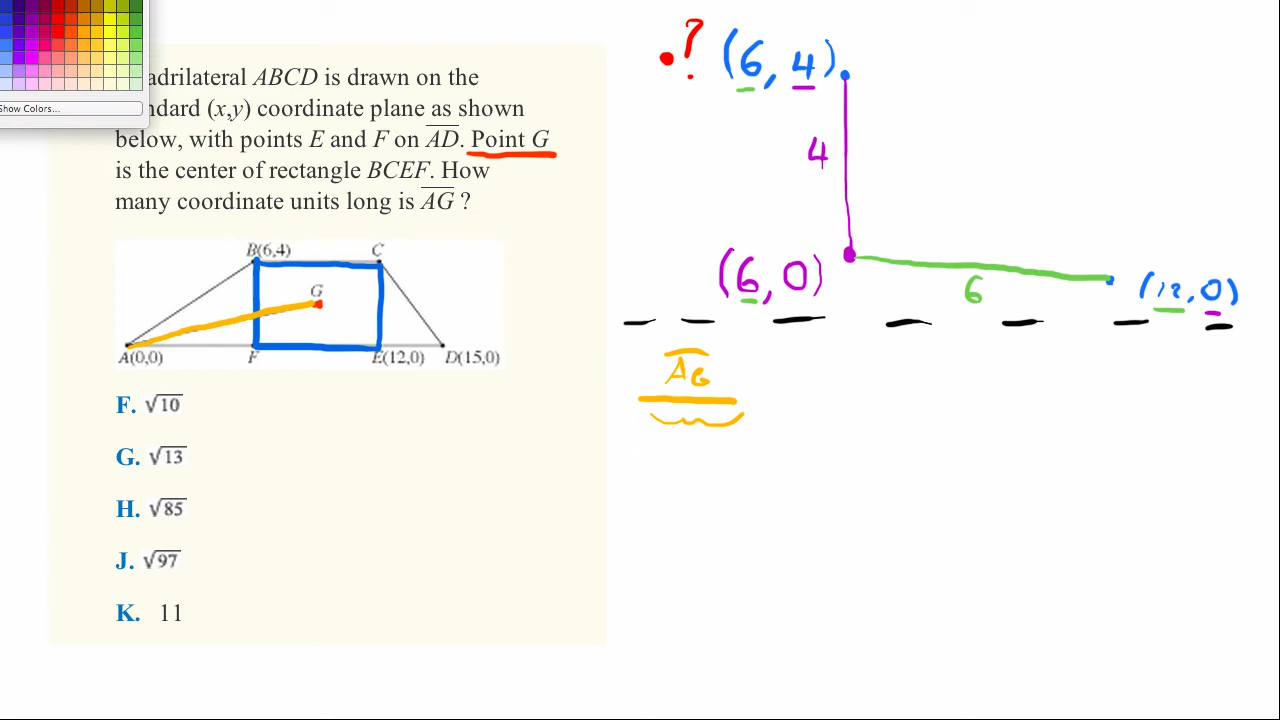 Show Colors...
adrilateral ABCD is drawn on the
ndard (x,y) coordinate plane as shown
below, with points E and F on AD. Point G
is the center of rectangle BCEF. How
many coordinate units long is AG ?
B(6,4) C
G
A(0,0) F E(12,0) D(15,0)
F. √10
G. √13
H. √85
J. √97
K. 11
? (6, 4)
4
(6, 0)
6
(12, 0)
AG